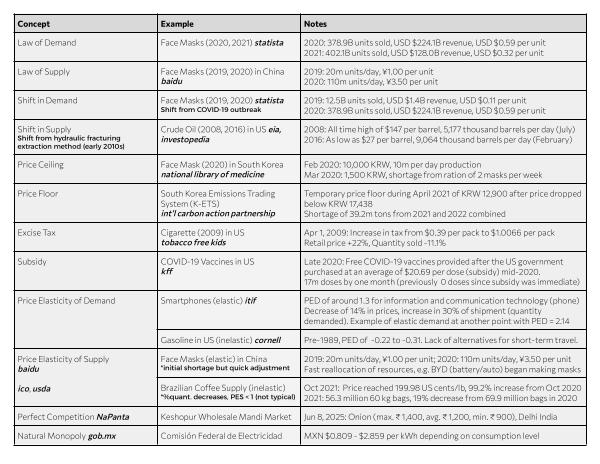 Concept Example Notes
Law of Demand Face Masks (2020, 2021) statista 2020: 378.9B units sold, USD $224.1B revenue, USD $0.59 per unit
2021: 402.1B units sold, USD $128.0B revenue, USD $0.32 per unit
Law of Supply Face Masks (2019, 2020) in China 2019: 20m units/day, ¥1.00 per unit
baidu 2020: 110m units/day, ¥3.50 per unit
Shift in Demand Face Masks (2019, 2020) statista 2019: 12.5B units sold, USD $1.4B revenue, USD $0.11 per unit
Shift from COVID-19 outbreak 2020: 378.9B units sold, USD $224.1B revenue, USD $0.59 per unit
Shift in Supply Crude Oil (2008, 2016) in US eia, 2008: All time high of $147 per barrel, 5,177 thousand barrels per day (July)
Shift from hydraulic fracturing investopedia 2016: As low as $27 per barrel, 9,064 thousand barrels per day (February)
extraction method (early 2010s)
Price Ceiling Face Mask (2020) in South Korea Feb 2020: 10,000 KRW, 10m per day production
national library of medicine Mar 2020: 1,500 KRW, shortage from ration of 2 masks per week
Price Floor South Korea Emissions Trading Temporary price floor during April 2021 of KRW 12,900 after price dropped
System (K-ETS) below KRW 17,438
int'l carbon action partnership Shortage of 39.2m tons from 2021 and 2022 combined
Excise Tax Cigarette (2009) in US Apr 1, 2009: Increase in tax from $0.39 per pack to $1.0066 per pack
tobacco free kids Retail price +22%, Quantity sold -11.1%
Subsidy COVID-19 Vaccines in US Late 2020: Free COVID-19 vaccines provided after the US government
kff purchased at an average of $20.69 per dose (subsidy) mid-2020.
17m doses by one month (previously 0 doses since subsidy was immediate)
Price Elasticity of Demand Smartphones (elastic) itif PED of around 1.3 for information and communication technology (phone)
Decrease of 14% in prices, increase in 30% of shipment (quantity
demanded). Example of elastic demand at another point with PED = 2.14
Gasoline in US (inelastic) cornell Pre-1989, PED of -0.22 to -0.31. Lack of alternatives for short-term travel.
Price Elasticity of Supply Face Masks (elastic) in China 2019: 20m units/day, ¥1.00 per unit; 2020: 110m units/day, ¥3.50 per unit
baidu *initial shortage but quick adjustment Fast reallocation of resources, e.g. BYD (battery/auto) began making masks
ico, usda Brazilian Coffee Supply (inelastic) Oct 2021: Price reached 199.98 US cents/lb, 99.2% increase from Oct 2020
*%quant. decreases, PES < 1 (not typical) 2021: 56.3 million 60 kg bags, 19% decrease from 69.9 million bags in 2020
Perfect Competition NaPanta Keshopur Wholesale Mandi Market Jun 8, 2025: Onion (max. ₹ 1,400, avg. ₹ 1,200, min. ₹ 900), Delhi India
Natural Monopoly gob.mx Comisión Federal de Electricidad MXN $0.809 - $2.859 per kWh depending on consumption level